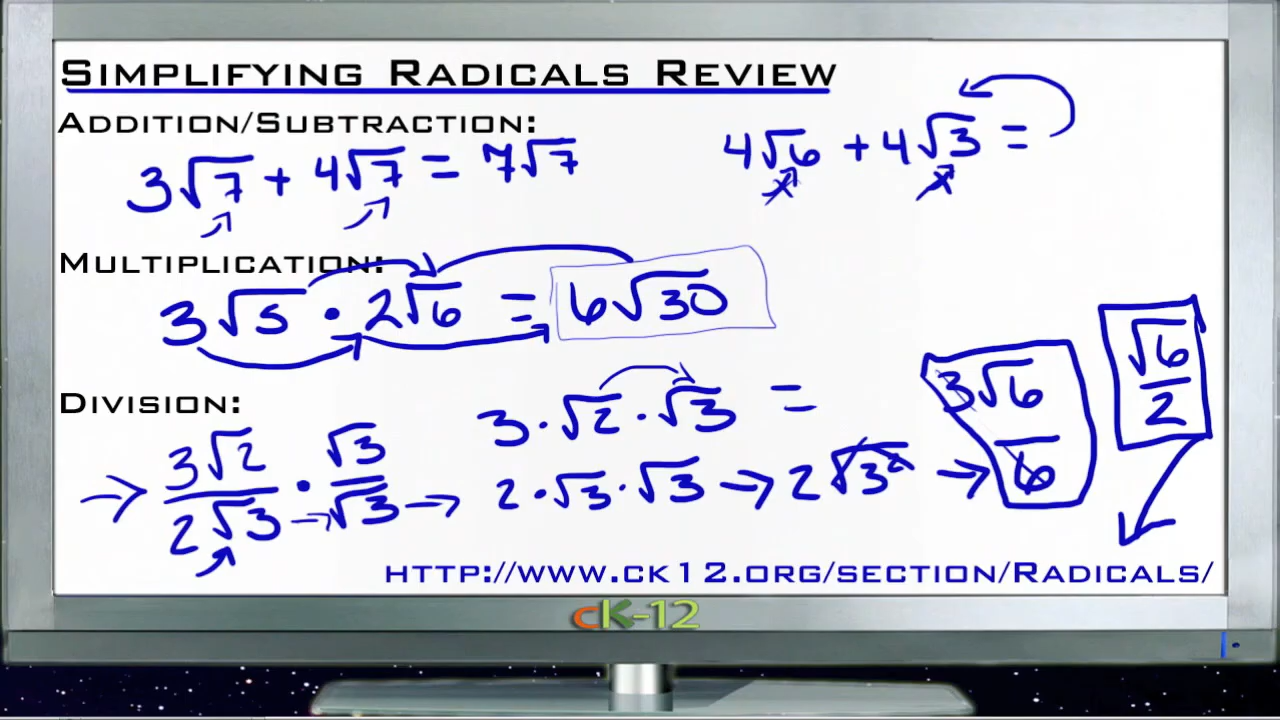 SIMPLIFYING RADICALS REVIEW
ADDITION/SUBTRACTION:
3√7 + 4√7 = 7√7
4√6 + 4√3 =
MULTIPLICATION:
3√5 · 2√6 = 6√30
DIVISION:
3√2 / 2√3 · √3 / √3
3 · √2 · √3 =
2 · √3 · √3 → 2√3²
3√6 / 6
√6 / 2
HTTP://WWW.CK12.ORG/SECTION/RADICALS/
cK-12